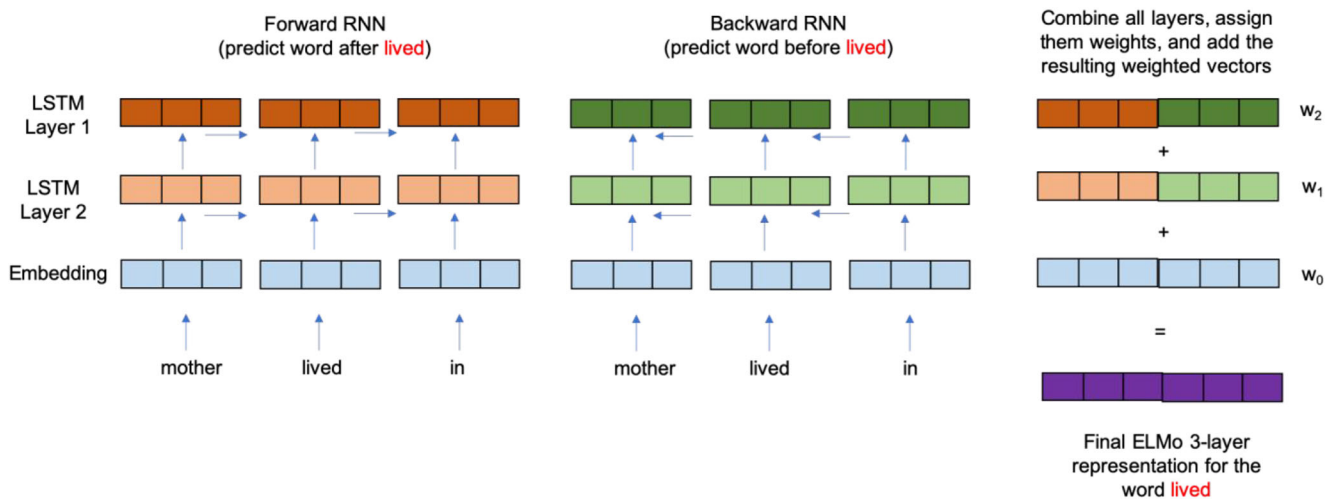 Forward RNN
(predict word after lived)
Backward RNN
(predict word before lived)
Combine all layers, assign
them weights, and add the
resulting weighted vectors
LSTM
Layer 1
w2
+
LSTM
Layer 2
w1
+
Embedding
w0
=
mother lived in
mother lived in
Final ELMo 3-layer
representation for the
word lived